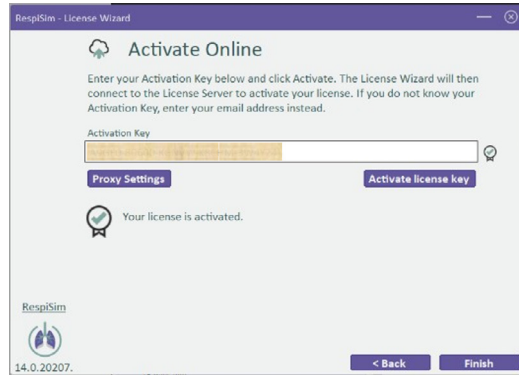 RespiSim - License Wizard
Activate Online
Enter your Activation Key below and click Activate. The License Wizard will then
connect to the License Server to activate your license. If you do not know your
Activation Key, enter your email address instead.
Activation Key
Proxy Settings
Activate license key
Your license is activated.
RespiSim
14.0.20207.
< Back
Finish